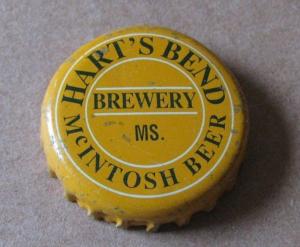 HART'S BEND
BREWERY
MS.
McINTOSH BEER